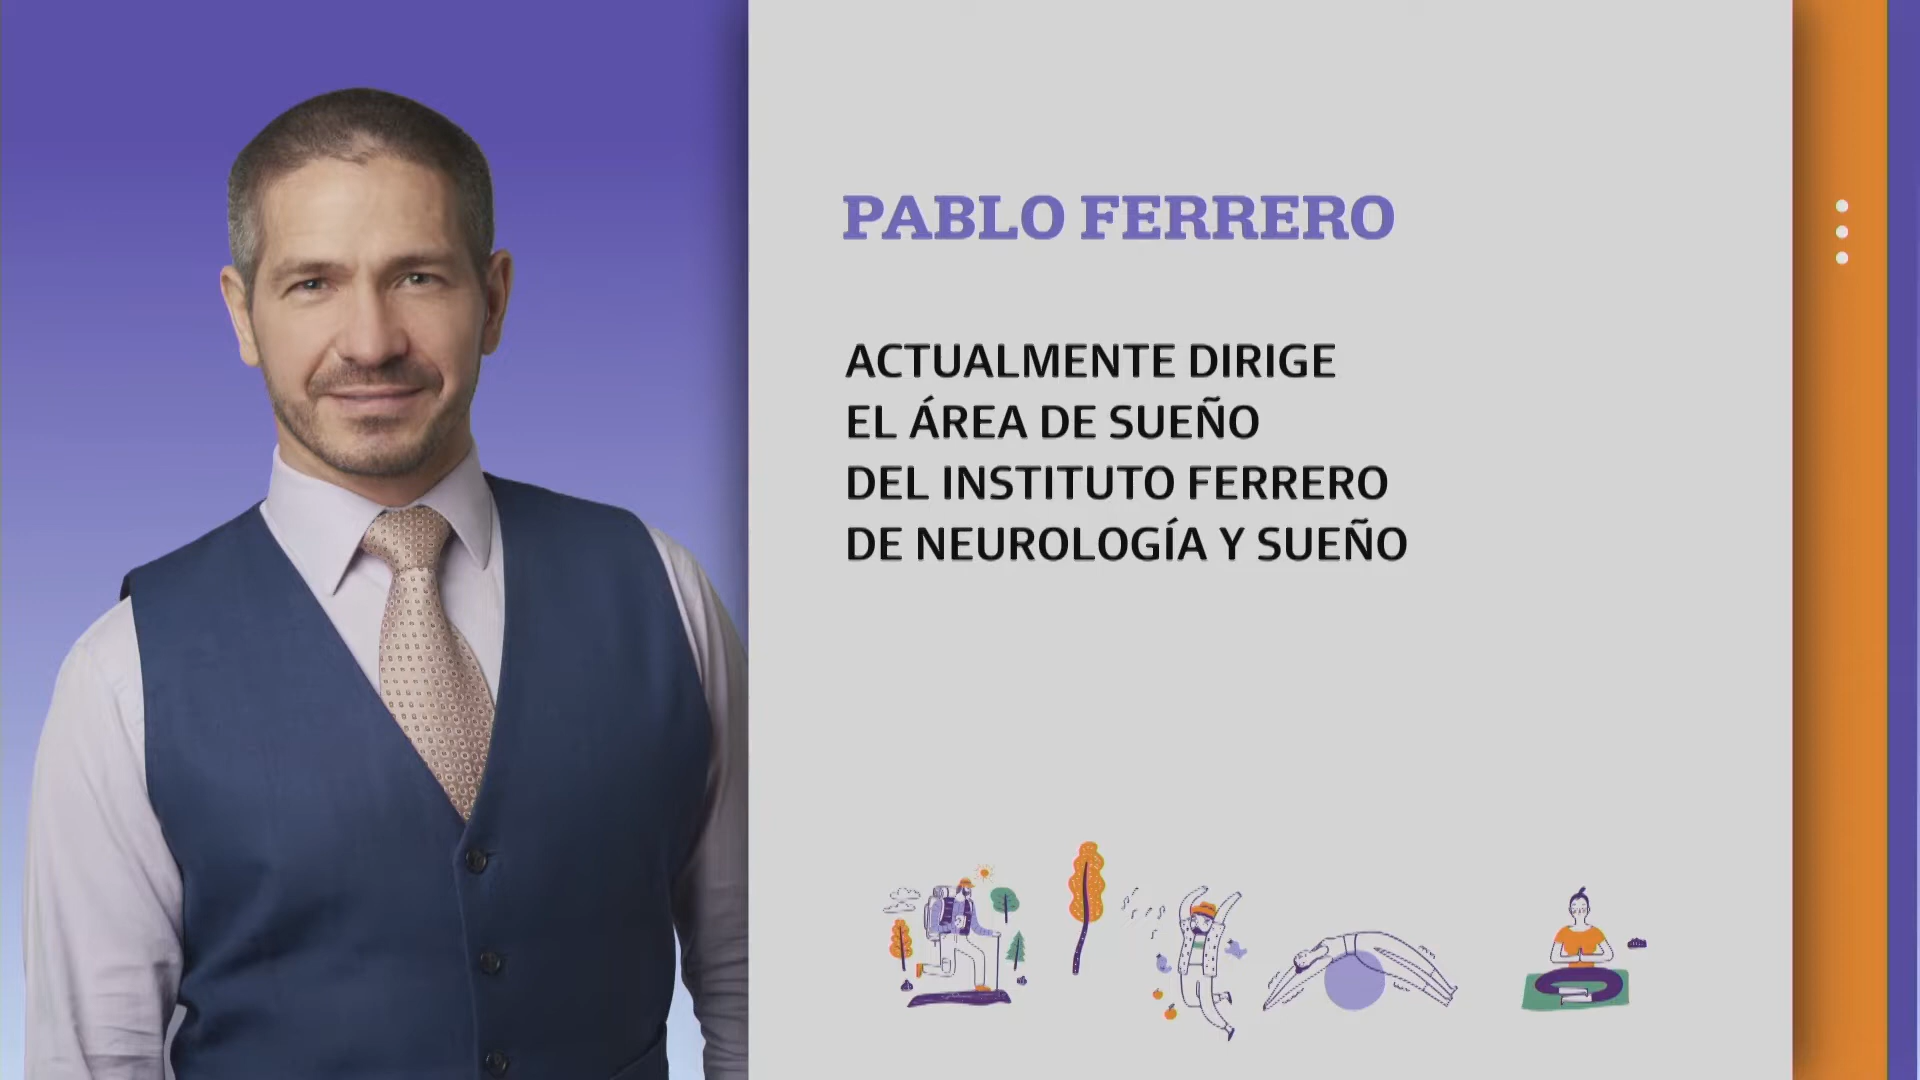 PABLO FERRERO
ACTUALMENTE DIRIGE
EL ÁREA DE SUEÑO
DEL INSTITUTO FERRERO
DE NEUROLOGÍA Y SUEÑO